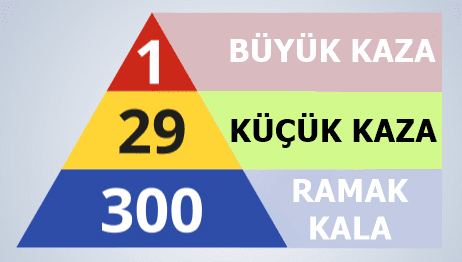 1 BÜYÜK KAZA
29 KÜÇÜK KAZA
300 RAMAK
KALA